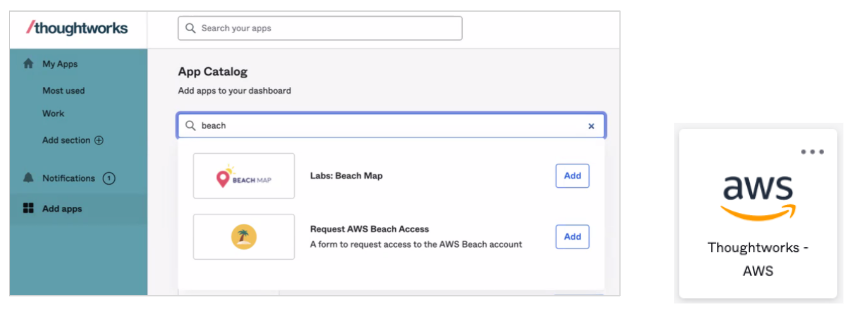 /thoughtworks
Search your apps
My Apps
Most used
Work
Add section
Notifications 1
Add apps
App Catalog
Add apps to your dashboard
beach
BEACH MAP
Labs: Beach Map
Add
Request AWS Beach Access
A form to request access to the AWS Beach account
Add
aws
Thoughtworks -
AWS